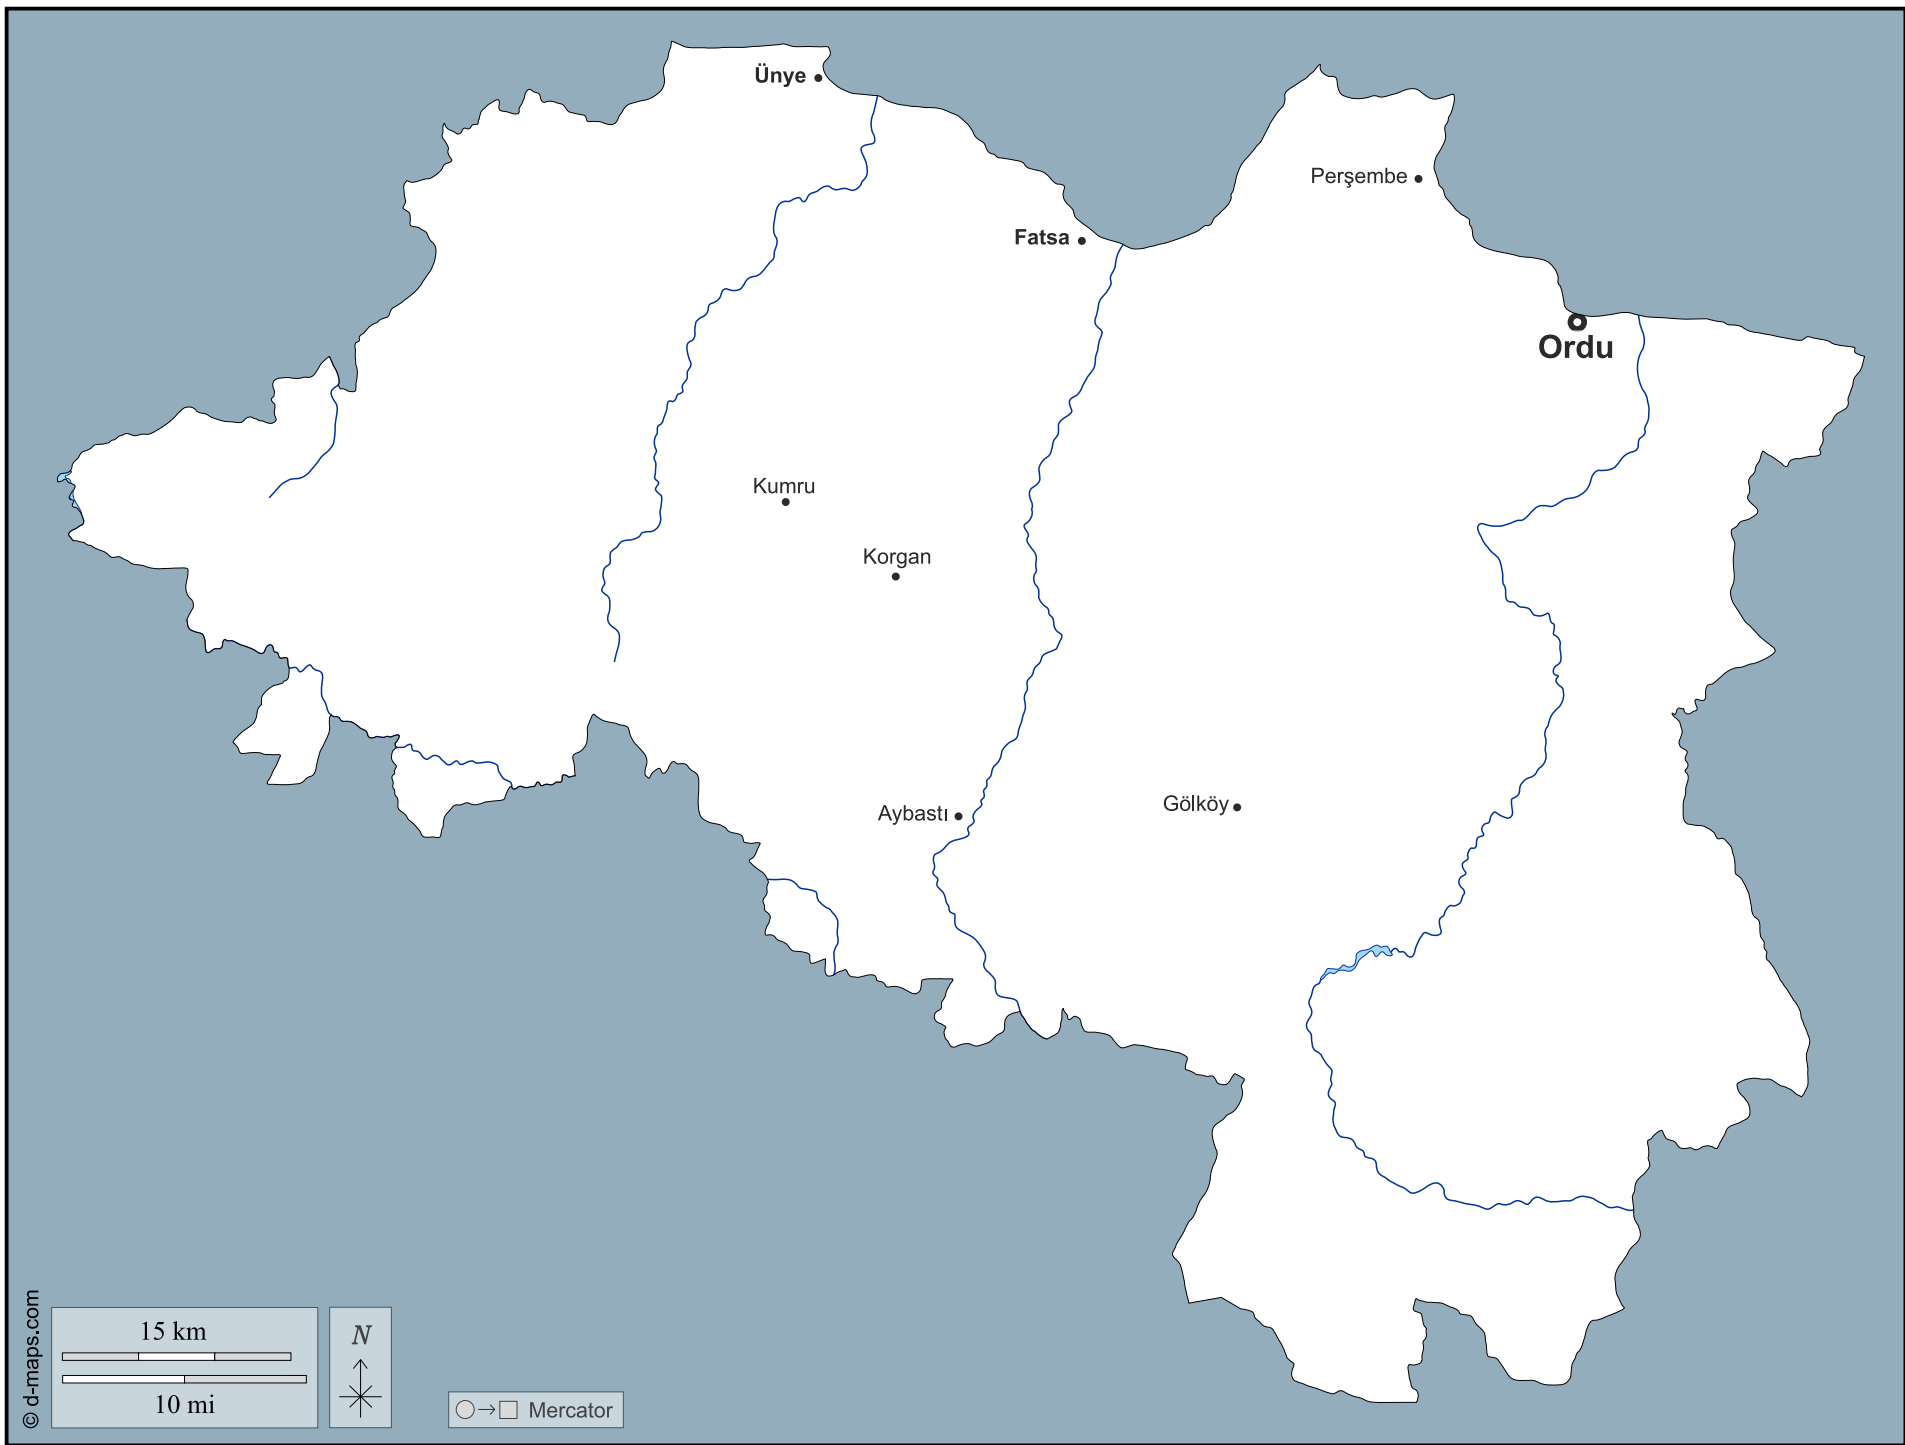 Ünye
Perşembe
Fatsa
Ordu
Kumru
Korgan
Gölköy
Aybastı
© d-maps.com
15 km
10 mi
N
Mercator